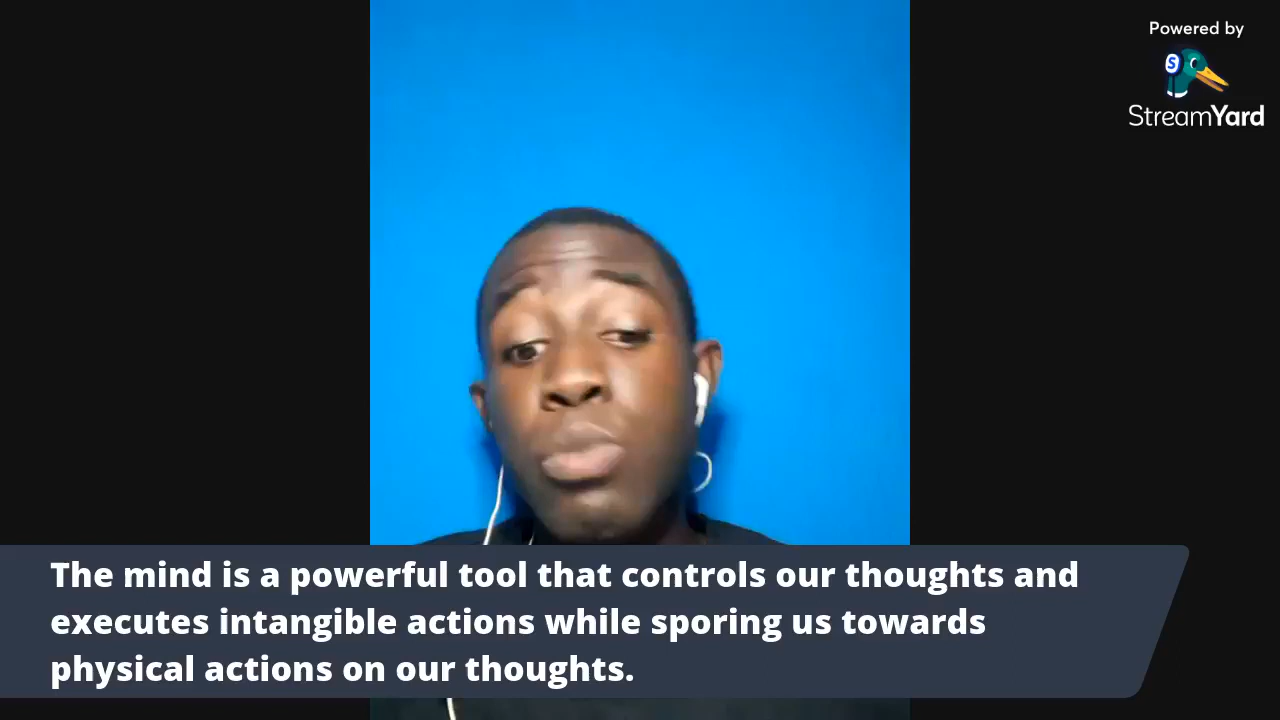 Powered by
S
StreamYard
The mind is a powerful tool that controls our thoughts and
executes intangible actions while sporing us towards
physical actions on our thoughts.